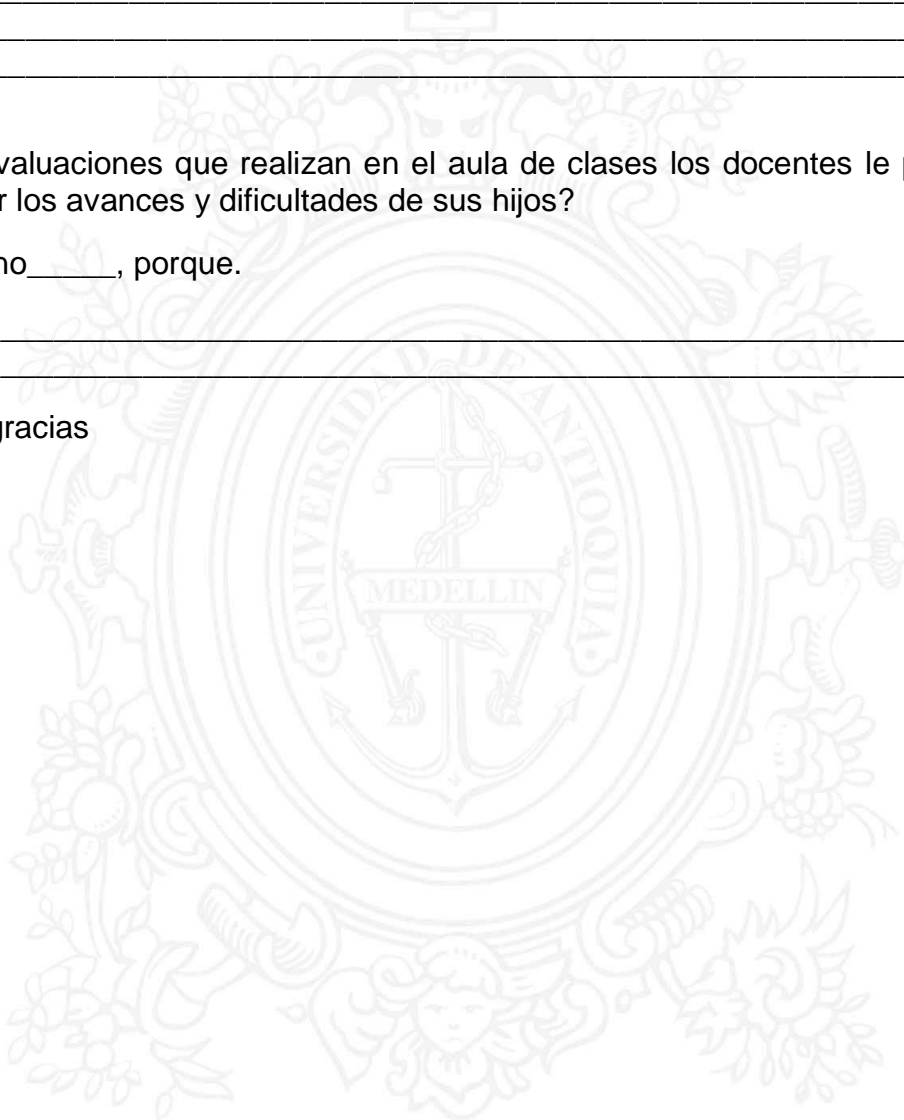 valuaciones que realizan en el aula de clases los docentes le
r los avances y dificultades de sus hijos?
no_____, porque.
gracias
UNIVERSIDAD DE ANTIOQUIA
MEDELLIN